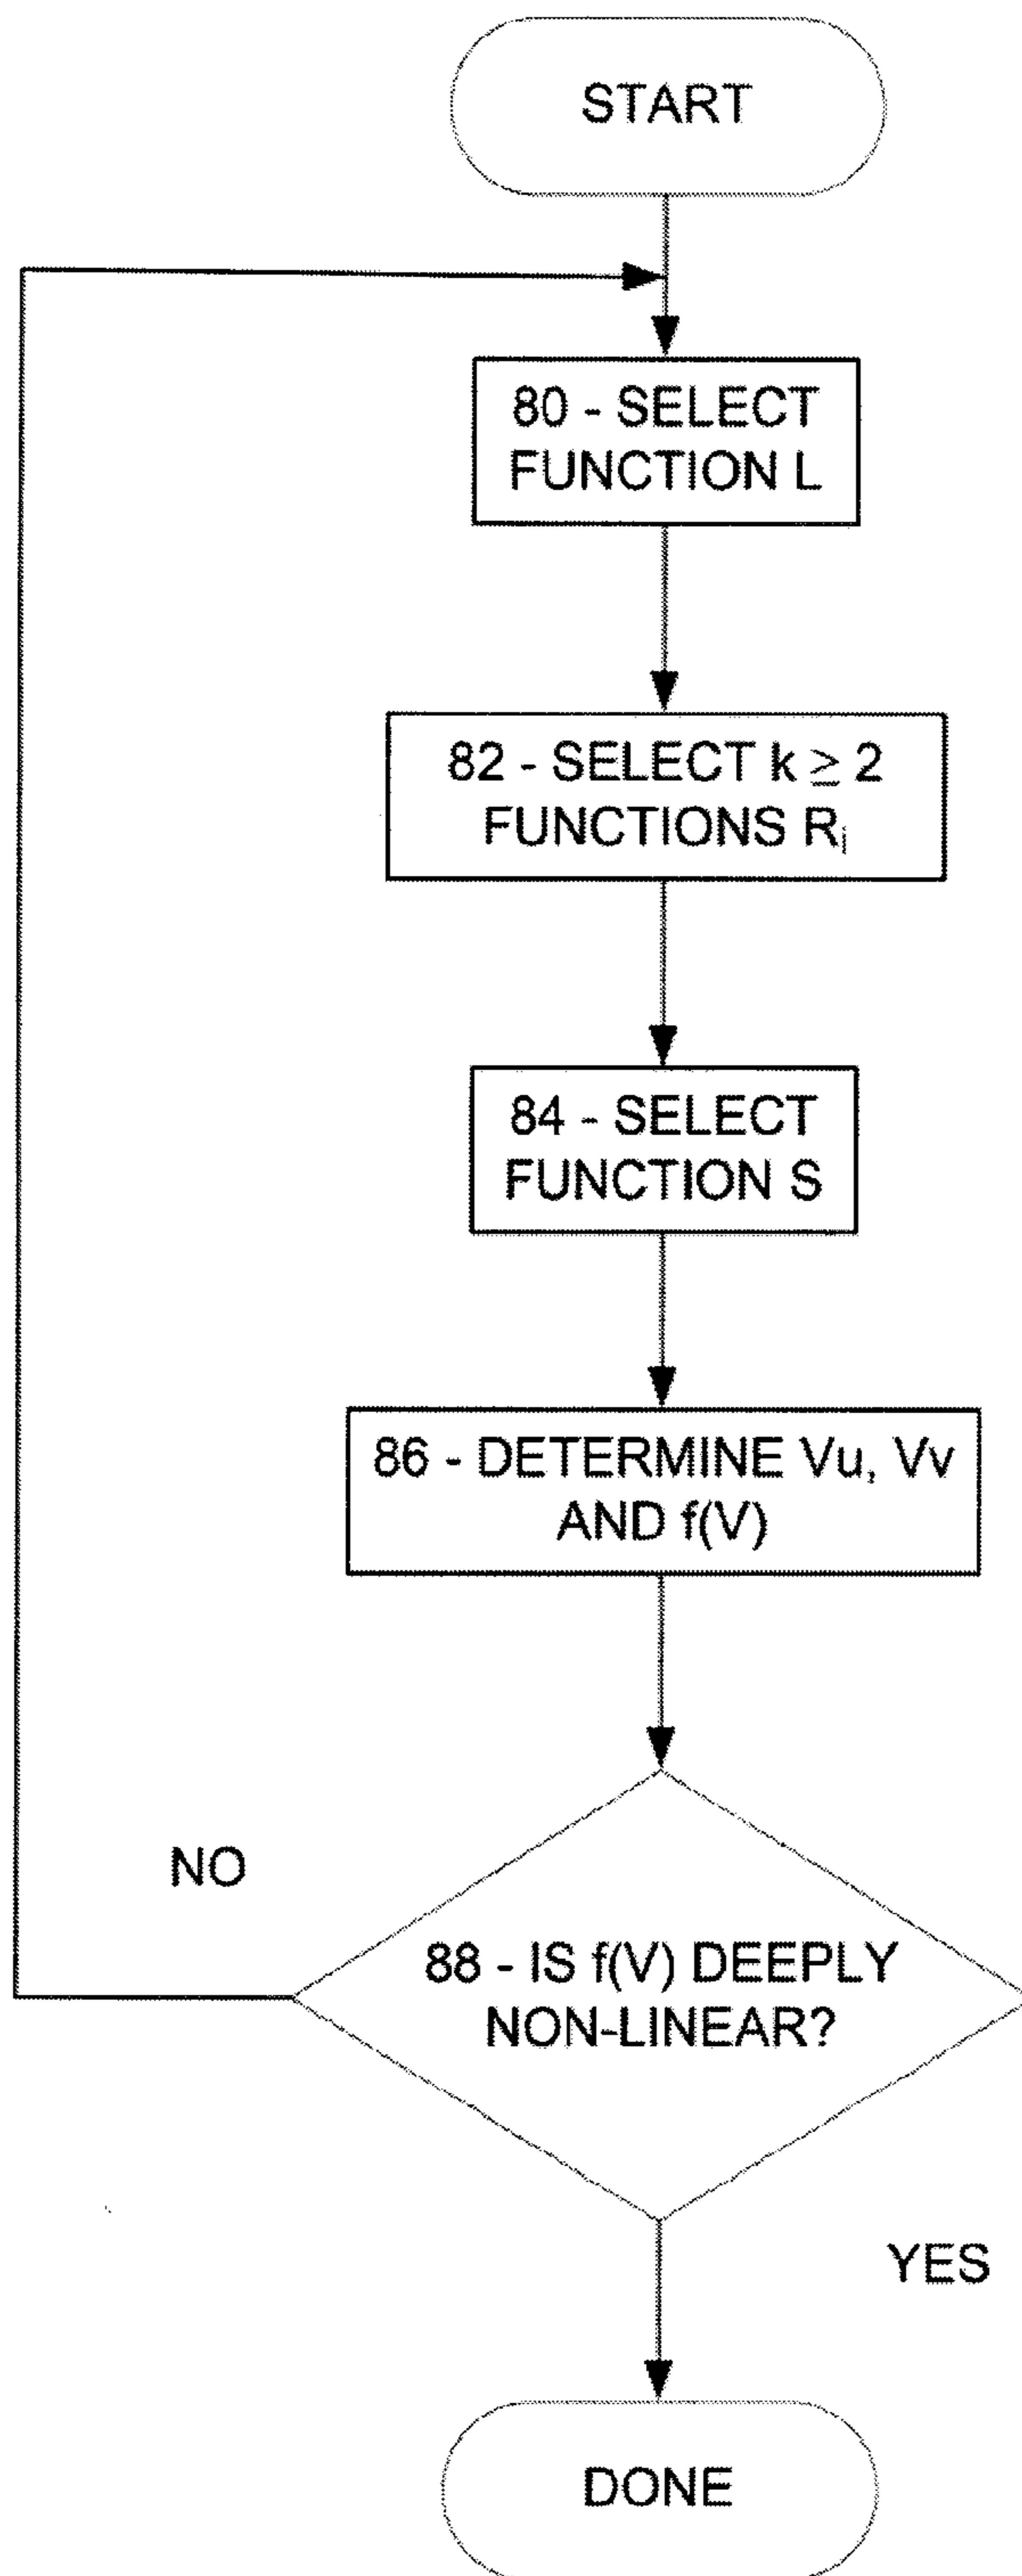 START
80 - SELECT
FUNCTION L
82 - SELECT k ≥ 2
FUNCTIONS Ri
84 - SELECT
FUNCTION S
86 - DETERMINE Vu, Vv
AND f(V)
NO
88 - IS f(V) DEEPLY
NON-LINEAR?
YES
DONE